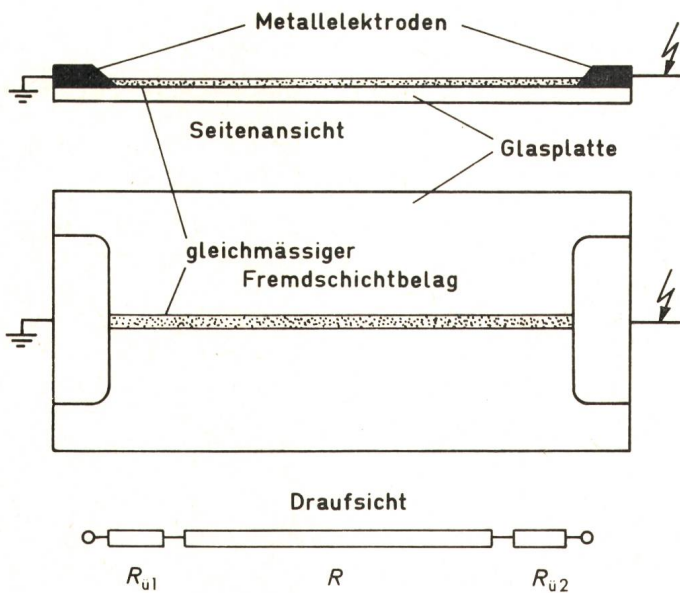 Metallelektroden
Seitenansicht
Glasplatte
gleichmässiger
Fremdschichtbelag
Draufsicht
Rü1 R Rü2